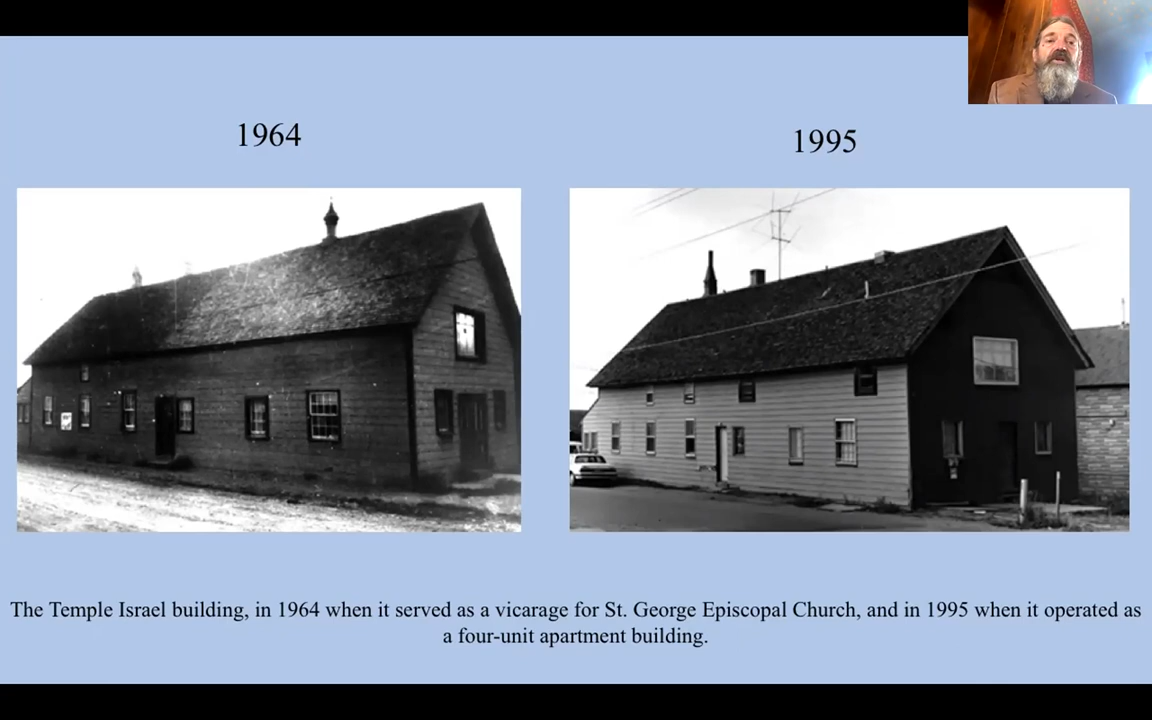 1964
1995
The Temple Israel building, in 1964 when it served as a vicarage for St. George Episcopal Church, and in 1995 when it operated as
a four-unit apartment building.